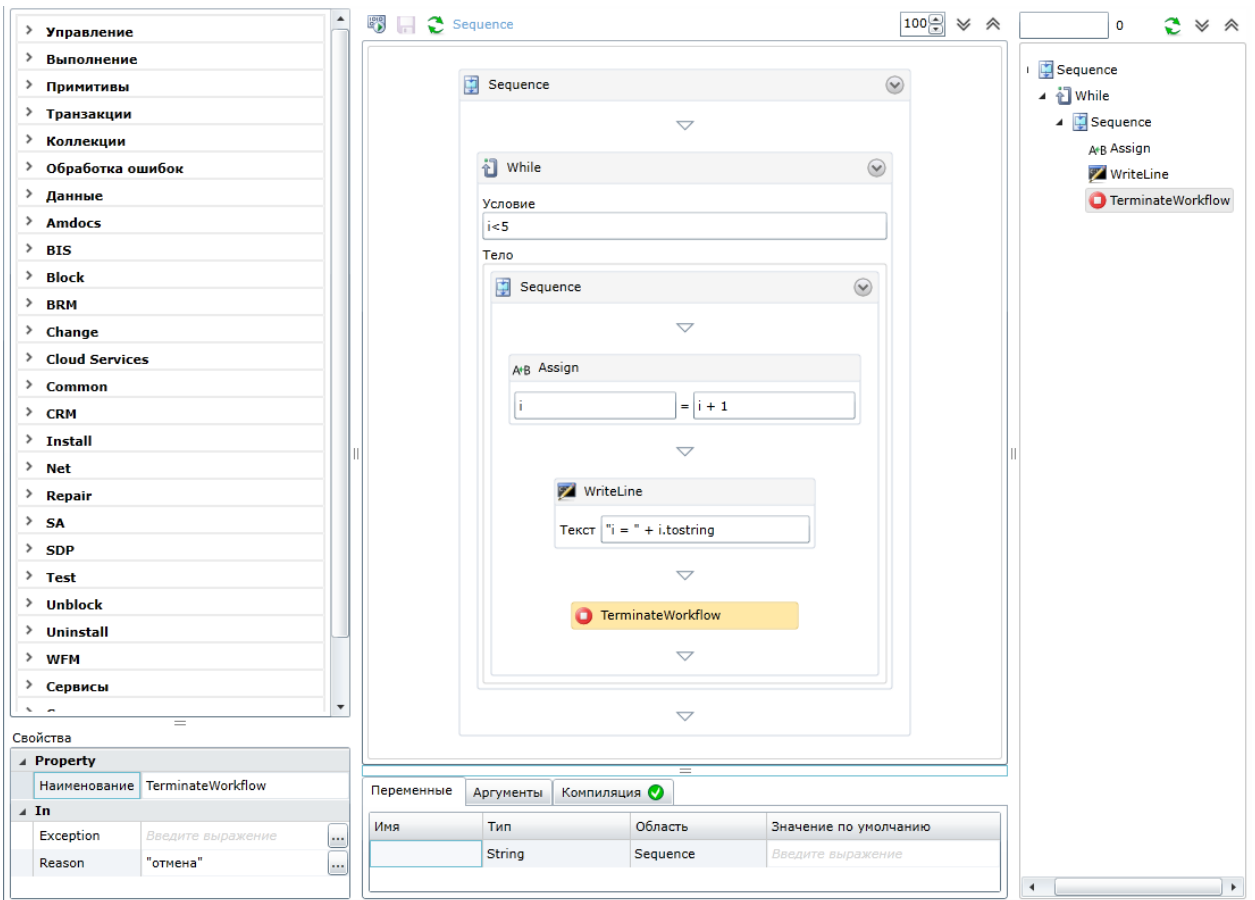 Управление
Выполнение
Примитивы
Транзакции
Коллекции
Обработка ошибок
Данные
Amdocs
BIS
Block
BRM
Change
Cloud Services
Common
CRM
Install
Net
Repair
SA
SDP
Test
Unblock
Uninstall
WFM
Сервисы
Свойства
Property
Наименование TerminateWorkflow
In
Exception Введите выражение ...
Reason "отмена" ...
Sequence 100
Sequence
While
Условие
i<5
Тело
Sequence
A+B Assign
i = i + 1
WriteLine
Текст "i = " + i.tostring
TerminateWorkflow
Переменные Аргументы Компиляция
Имя Тип Область Значение по умолчанию
String Sequence Введите выражение
0
Sequence
While
Sequence
A+B Assign
WriteLine
TerminateWorkflow